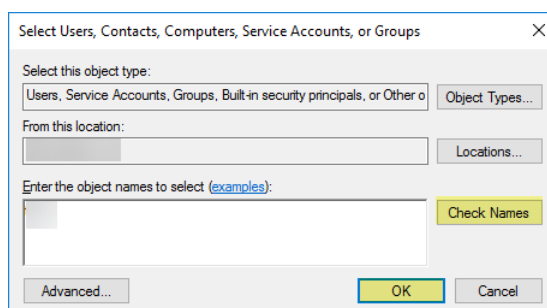 Select Users, Contacts, Computers, Service Accounts, or Groups
Select this object type:
Users, Service Accounts, Groups, Built-in security principals, or Other o
Object Types...
From this location:
Locations...
Enter the object names to select (examples):
Check Names
Advanced...
OK
Cancel